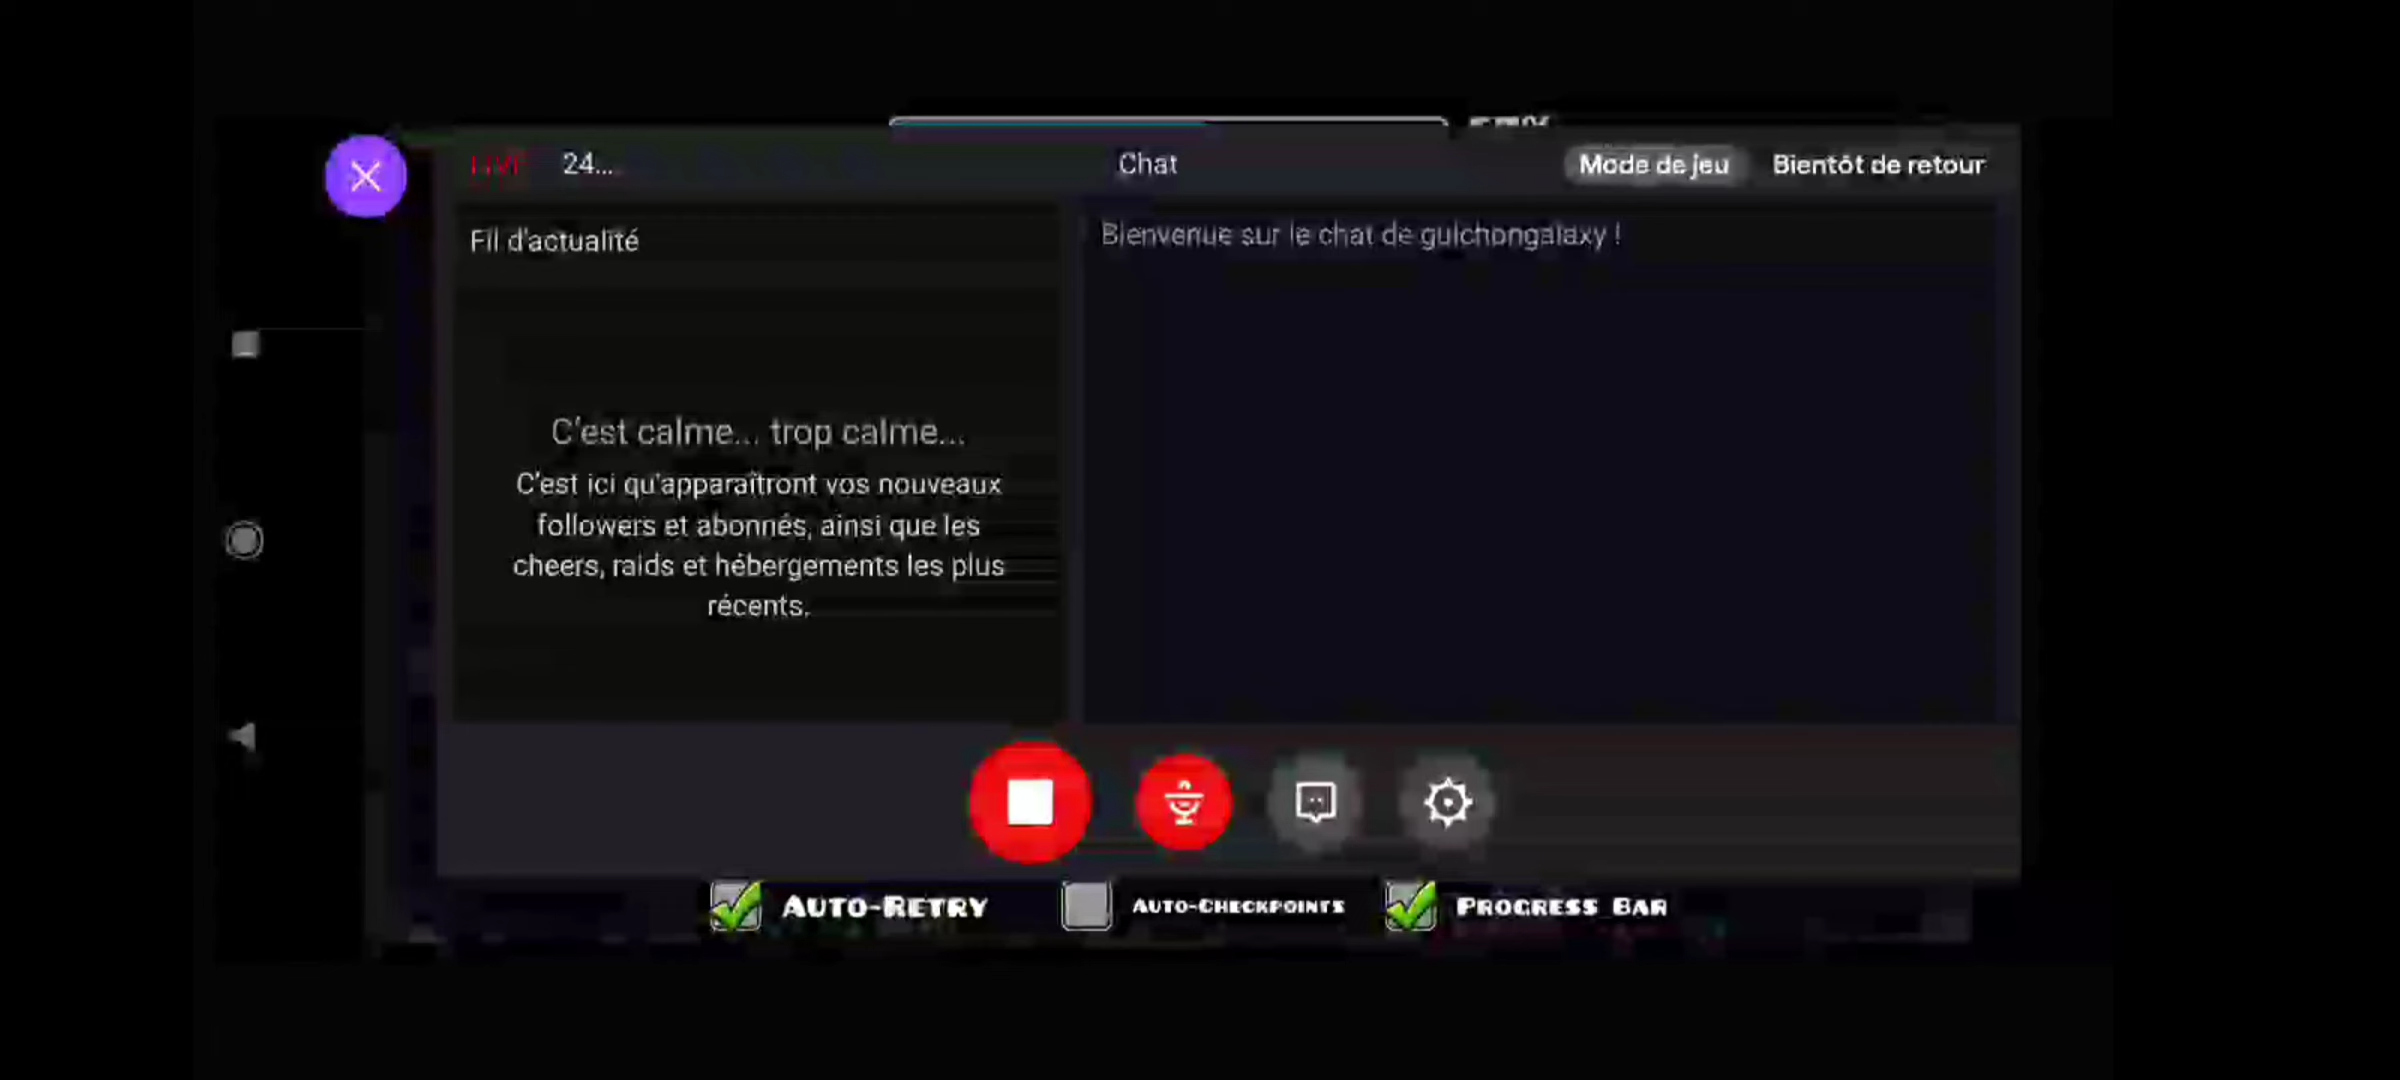 LIVE 24... Chat Mode de jeu Bientôt de retour
Fil d'actualité
Bienvenue sur le chat de gulchongalaxy !
C'est calme... trop calme...
C'est ici qu'apparaîtront vos nouveaux
followers et abonnés, ainsi que les
cheers, raids et hébergements les plus
récents.
Auto-Retry Auto-Checkpoints Progress Bar